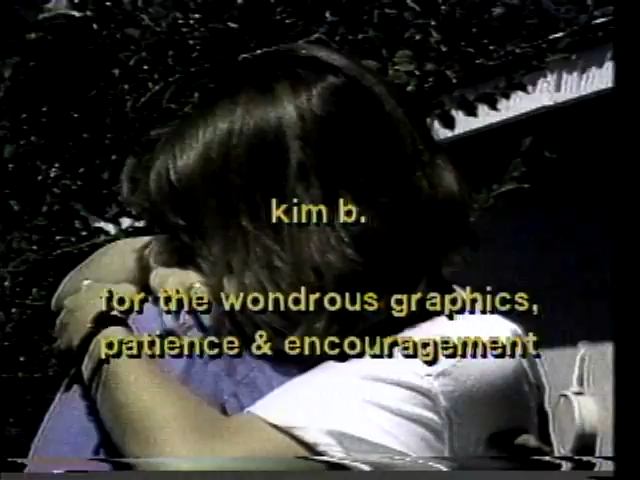 kim b.
for the wondrous graphics,
patience & encouragement